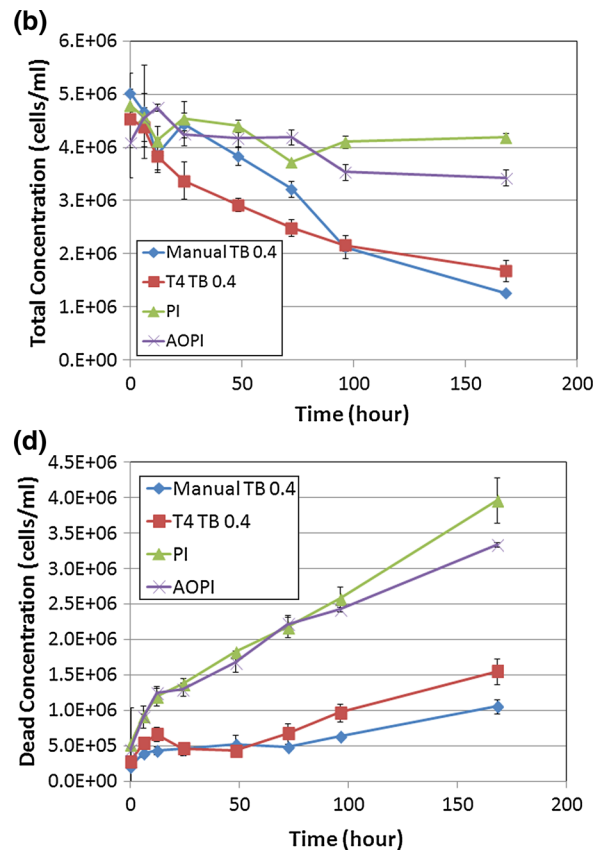 (b)
Total Concentration (cells/ml)
6.E+06
5.E+06
4.E+06
3.E+06
2.E+06
1.E+06
0.E+00
Manual TB 0.4
T4 TB 0.4
PI
AOPI
0 50 100 150 200
Time (hour)
(d)
Dead Concentration (cells/ml)
4.5E+06
4.0E+06
3.5E+06
3.0E+06
2.5E+06
2.0E+06
1.5E+06
1.0E+06
5.0E+05
0.0E+00
Manual TB 0.4
T4 TB 0.4
PI
AOPI
0 50 100 150 200
Time (hour)